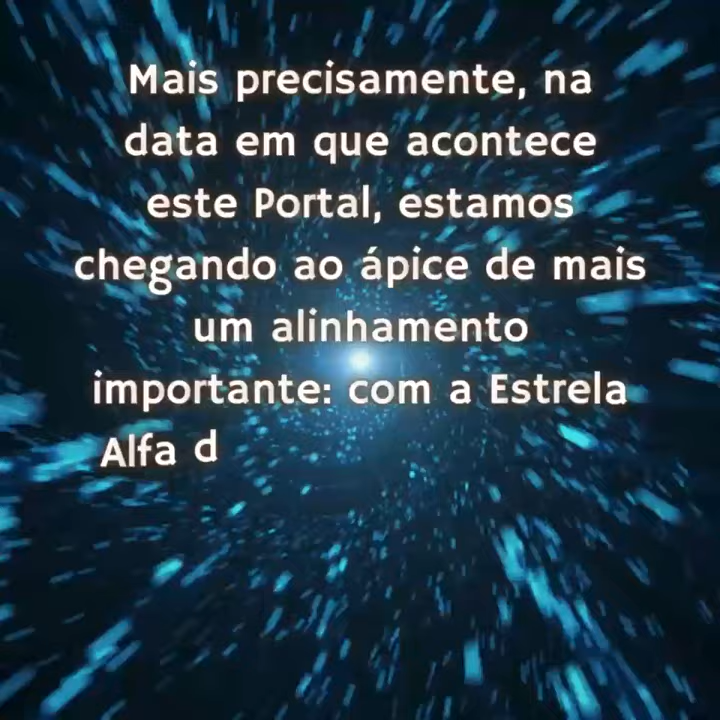 Mais precisamente, na
data em que acontece
este Portal, estamos
chegando ao ápice de mais
um alinhamento
importante: com a Estrela
Alfa d